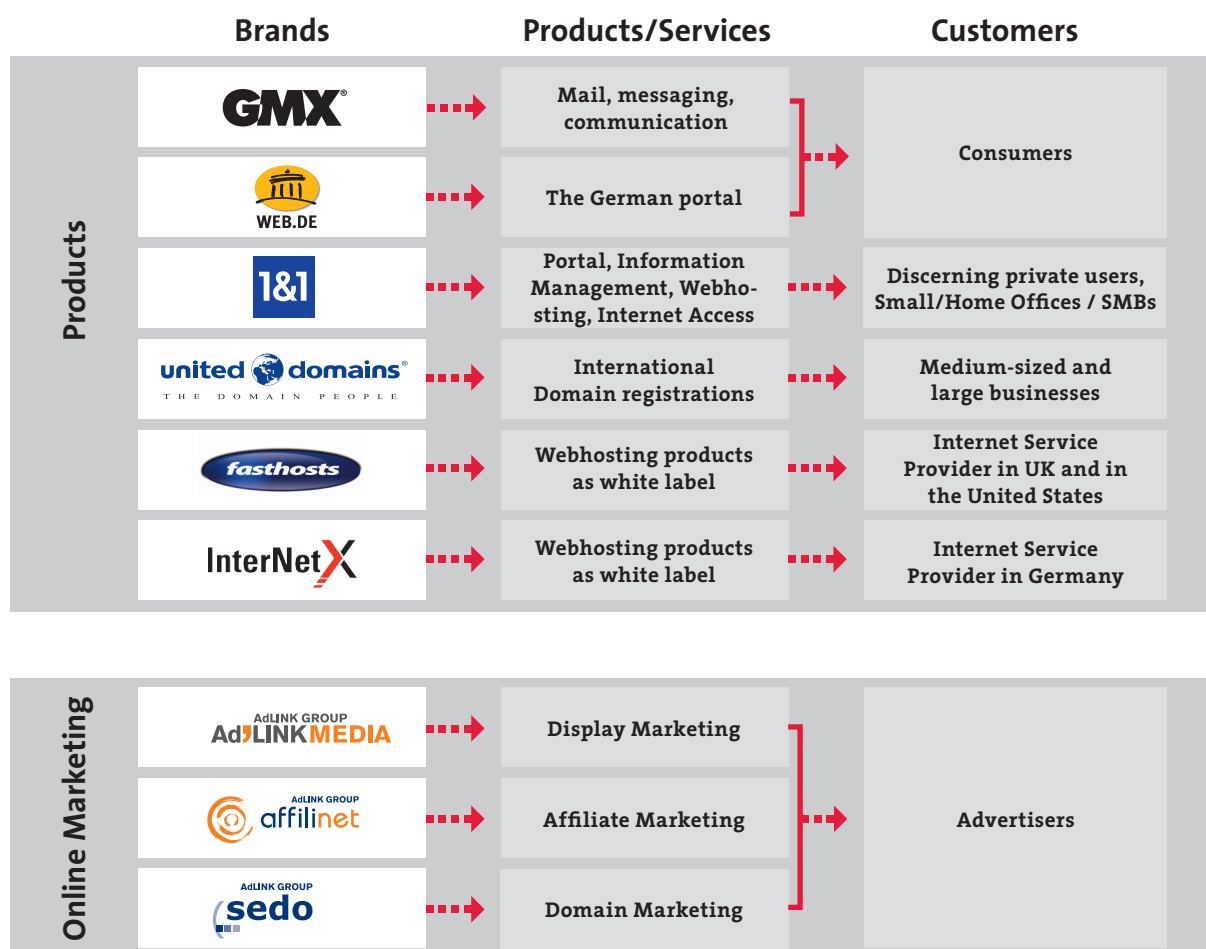 Brands Products/Services Customers
Products
GMX®
Mail, messaging,
communication
Consumers
WEB.DE
The German portal
1&1
Portal, Information
Management, Webho-
sting, Internet Access
Discerning private users,
Small/Home Offices / SMBs
united domains®
THE DOMAIN PEOPLE
International
Domain registrations
Medium-sized and
large businesses
fasthosts
Webhosting products
as white label
Internet Service
Provider in UK and in
the United States
InterNetX
Webhosting products
as white label
Internet Service
Provider in Germany
Online Marketing
AdLINK GROUP
Ad LINK MEDIA
Display Marketing
AdLINK GROUP
affilinet
Affiliate Marketing
Advertisers
AdLINK GROUP
sedo
Domain Marketing